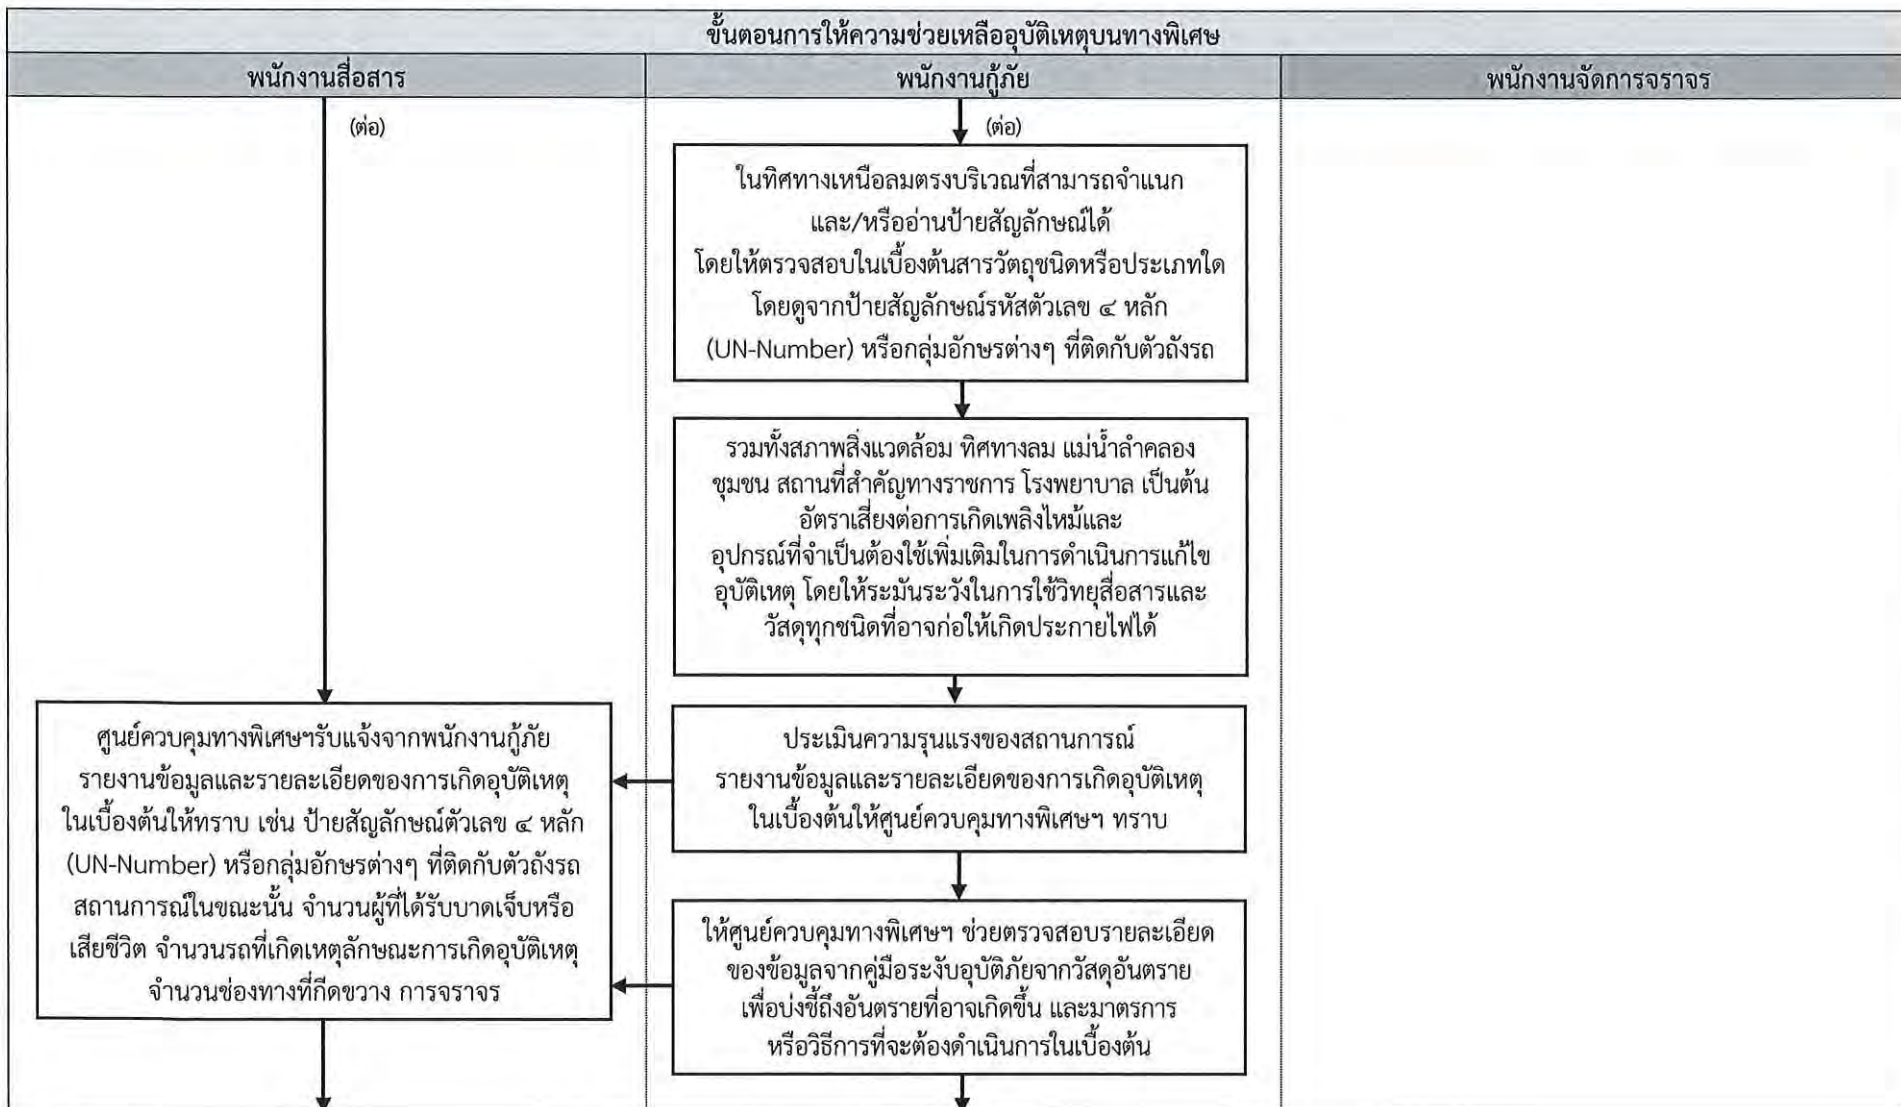 ขั้นตอนการให้ความช่วยเหลืออุบัติเหตุบนทางพิเศษ
พนักงานสื่อสาร
พนักงานกู้ภัย
พนักงานจัดการจราจร
(ต่อ)
(ต่อ)
ในทิศทางเหนือลมตรงบริเวณที่สามารถจำแนก
และ/หรืออ่านป้ายสัญลักษณ์ได้
โดยให้ตรวจสอบในเบื้องต้นสารวัตถุชนิดหรือประเภทใด
โดยดูจากป้ายสัญลักษณ์รหัสตัวเลข ๔ หลัก
(UN-Number) หรือกลุ่มอักษรต่างๆ ที่ติดกับตัวถังรถ
รวมทั้งสภาพสิ่งแวดล้อม ทิศทางลม แม่น้ำลำคลอง
ชุมชน สถานที่สำคัญทางราชการ โรงพยาบาล เป็นต้น
อัตราเสี่ยงต่อการเกิดเพลิงไหม้และ
อุปกรณ์ที่จำเป็นต้องใช้เพิ่มเติมในการดำเนินการแก้ไข
อุบัติเหตุ โดยให้ระมันระวังในการใช้วิทยุสื่อสารและ
วัสดุทุกชนิดที่อาจก่อให้เกิดประกายไฟได้
ศูนย์ควบคุมทางพิเศษฯรับแจ้งจากพนักงานกู้ภัย
รายงานข้อมูลและรายละเอียดของการเกิดอุบัติเหตุ
ในเบื้องต้นให้ทราบ เช่น ป้ายสัญลักษณ์ตัวเลข ๔ หลัก
(UN-Number) หรือกลุ่มอักษรต่างๆ ที่ติดกับตัวถังรถ
สถานการณ์ในขณะนั้น จำนวนผู้ที่ได้รับบาดเจ็บหรือ
เสียชีวิต จำนวนรถที่เกิดเหตุลักษณะการเกิดอุบัติเหตุ
จำนวนช่องทางที่กีดขวาง การจราจร
ประเมินความรุนแรงของสถานการณ์
รายงานข้อมูลและรายละเอียดของการเกิดอุบัติเหตุ
ในเบื้องต้นให้ศูนย์ควบคุมทางพิเศษฯ ทราบ
ให้ศูนย์ควบคุมทางพิเศษฯ ช่วยตรวจสอบรายละเอียด
ของข้อมูลจากคู่มือระงับอุบัติภัยจากวัสดุอันตราย
เพื่อบ่งชี้ถึงอันตรายที่อาจเกิดขึ้น และมาตรการ
หรือวิธีการที่จะต้องดำเนินการในเบื้องต้น